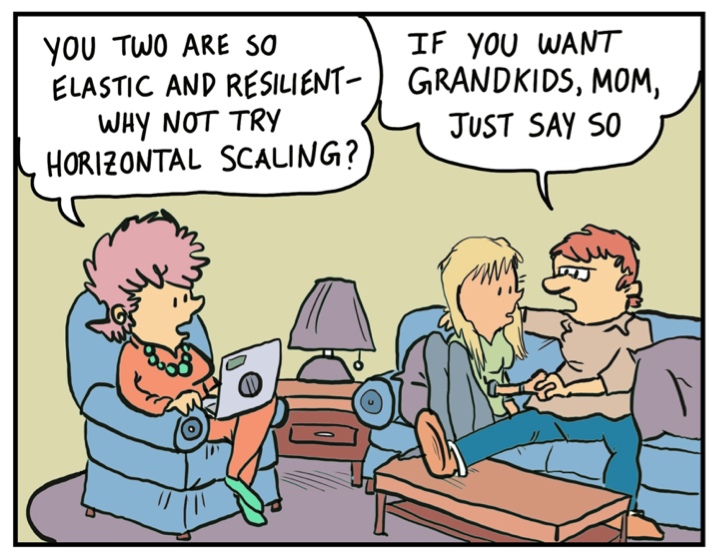 YOU TWO ARE SO
ELASTIC AND RESILIENT–
WHY NOT TRY
HORIZONTAL SCALING?
IF YOU WANT
GRANDKIDS, MOM,
JUST SAY SO